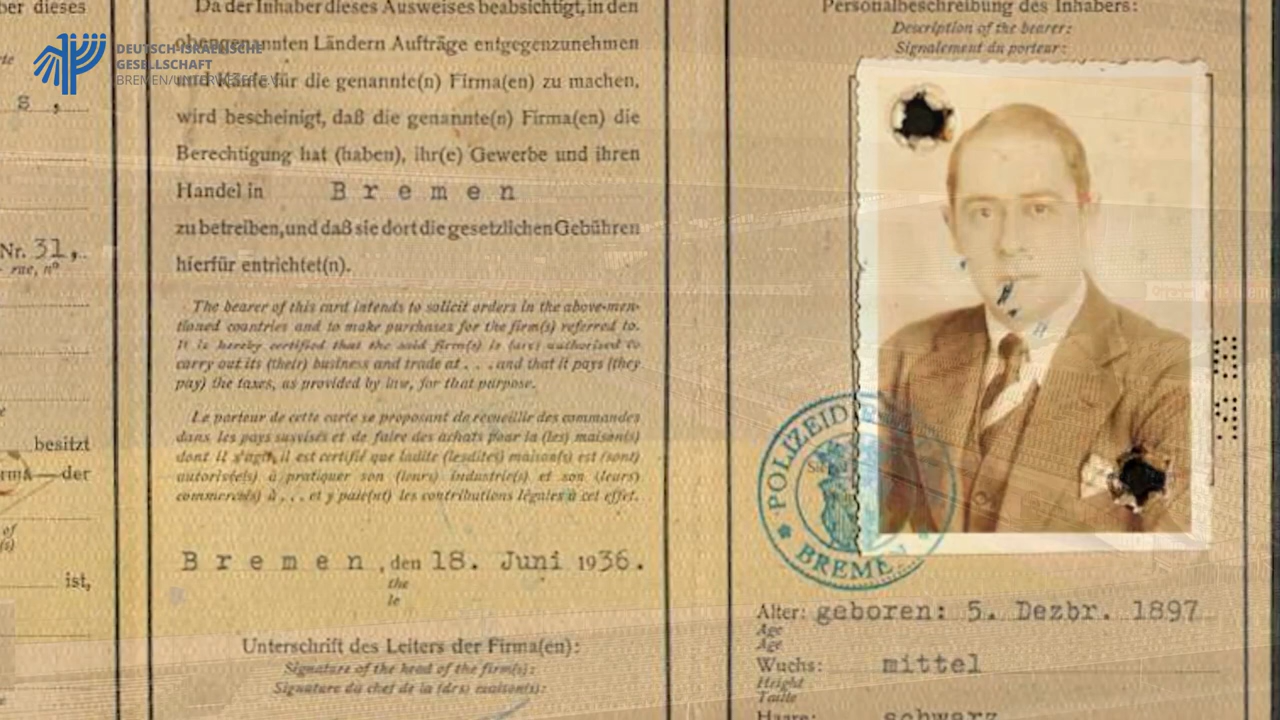 DEUTSCH-ISRAELISCHE
GESELLSCHAFT
BREMEN/UNTERWESER E.V.
ber dieses
s ,
Nr. 31,.
rue, nº
besitzt
der
of
(s)
ist,
Da der Inhaber dieses Ausweises beabsichtigt, in den
obengenannten Ländern Aufträge entgegenzunehmen
und Käufe für die genannte(n) Firma(en) zu machen,
wird bescheinigt, daß die genannte(n) Firma(en) die
Berechtigung hat (haben), ihr(e) Gewerbe und ihren
Handel in Bremen
zu betreiben, und daß sie dort die gesetzlichen Gebühren
hierfür entrichtet(n).
The bearer of this card intends to solicit orders in the above-men-
tioned countries and to make purchases for the firm(s) referred to.
It is hereby certified that the said firm(s) is (are) authorised to
carry out its (their) business and trade at . . . and that it pays (they
pay) the taxes, as provided by law, for that purpose.
Le porteur de cette carte se proposant de recueillir des commandes
dans les pays susvisés et de faire des achats pour la (les) maison(s)
dont il s'agit, il est certifié que ladite (lesdites) maison(s) est (sont)
autorisé(es) à pratiquer son (leurs) industrie(s) et son (leurs)
commerce(s) à . . . et y paie(nt) les contributions légales à cet effet.
Bremen, den 18. Juni 1936.
the
le
Unterschrift des Leiters der Firma(en):
Signature of the head of the firm(s):
Signature du chef de la (des) maison(s):
Personalbeschreibung des Inhabers:
Description of the bearer:
Signalement du porteur:
BREMEN
Alter: geboren: 5. Dezbr. 1897
Age
Age
Wuchs: mittel
Height
Taille
Haare: schwarz